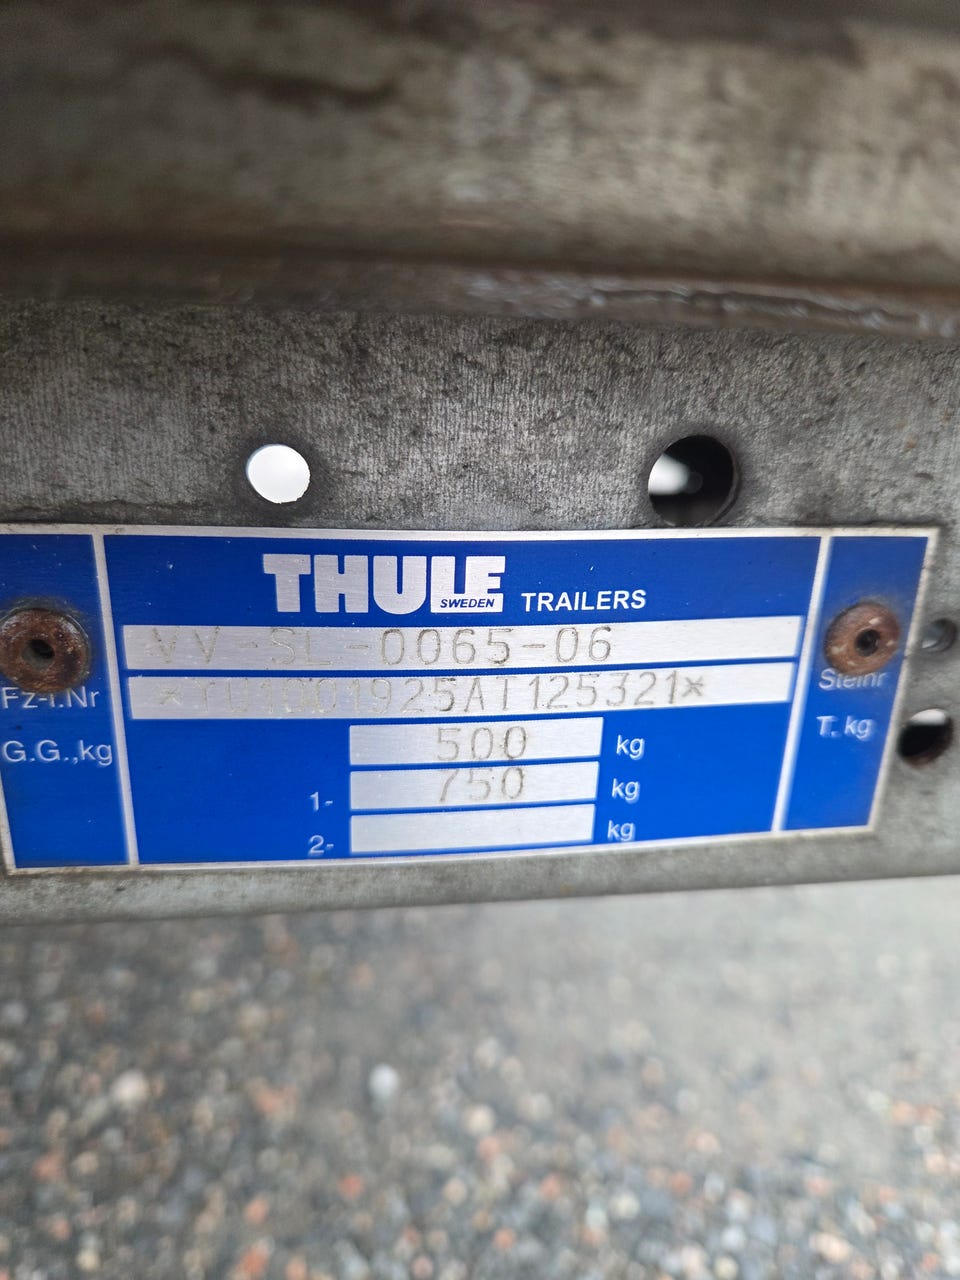 THULE
SWEDEN TRAILERS
VV-SL-0065-06
*YU1001925AT125321*
Fz-I.Nr
G.G.,kg
500 kg
1- 750 kg
2- kg
T. kg